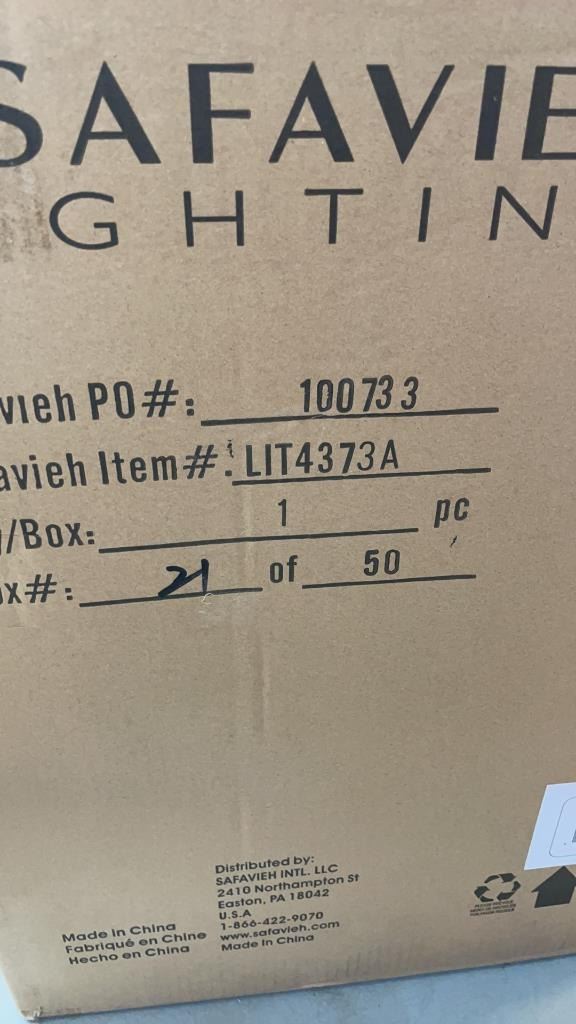 SAFAVIE
GHTIN
vieh PO#: 100733
avieh Item#: LIT4373A
/Box: 1 pc
x#: 21 of 50
Distributed by:
SAFAVIEH INTL. LLC
2410 Northampton St
Easton, PA 18042
U.S.A
1-866-422-9070
www.safavieh.com
Made In China
Made In China
Fabriqué en Chine
Hecho en China